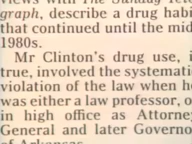 views with The Sunday Tele-
graph, describe a drug habi
that continued until the mid
1980s.
Mr Clinton's drug use, i
true, involved the systemati
violation of the law when h
was either a law professor, o
in high office as Attorne
General and later Governo
of Arkansas